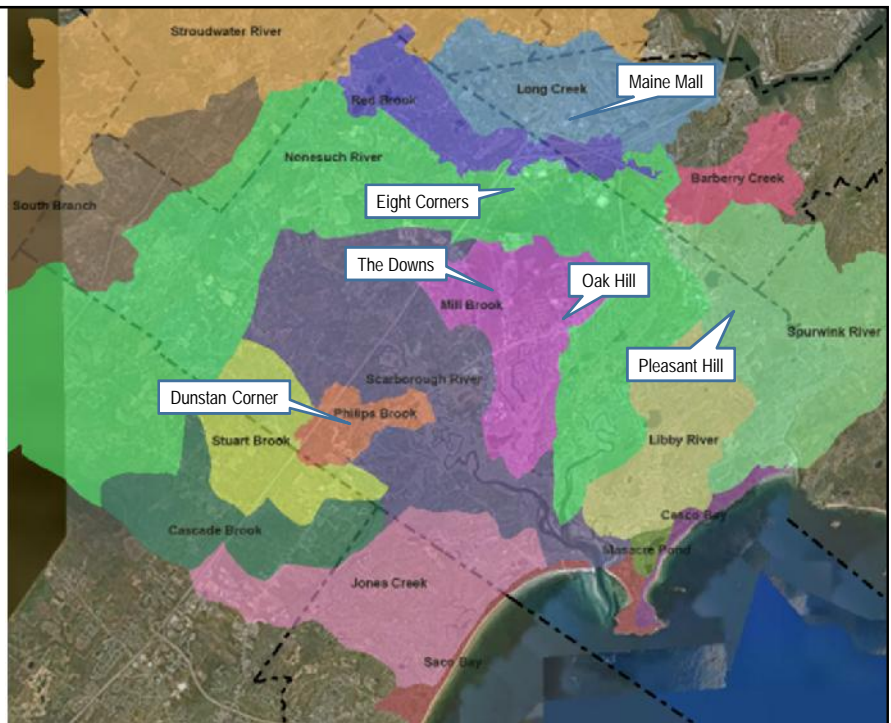 Stroudwater River
Red Brook
Long Creek
Maine Mall
Nonesuch River
Barberry Creek
South Branch
Eight Corners
The Downs
Oak Hill
Mill Brook
Spurwink River
Pleasant Hill
Scarborough River
Dunstan Corner
Philips Brook
Stuart Brook
Libby River
Casco Bay
Cascade Brook
Masacre Pond
Jones Creek
Saco Bay